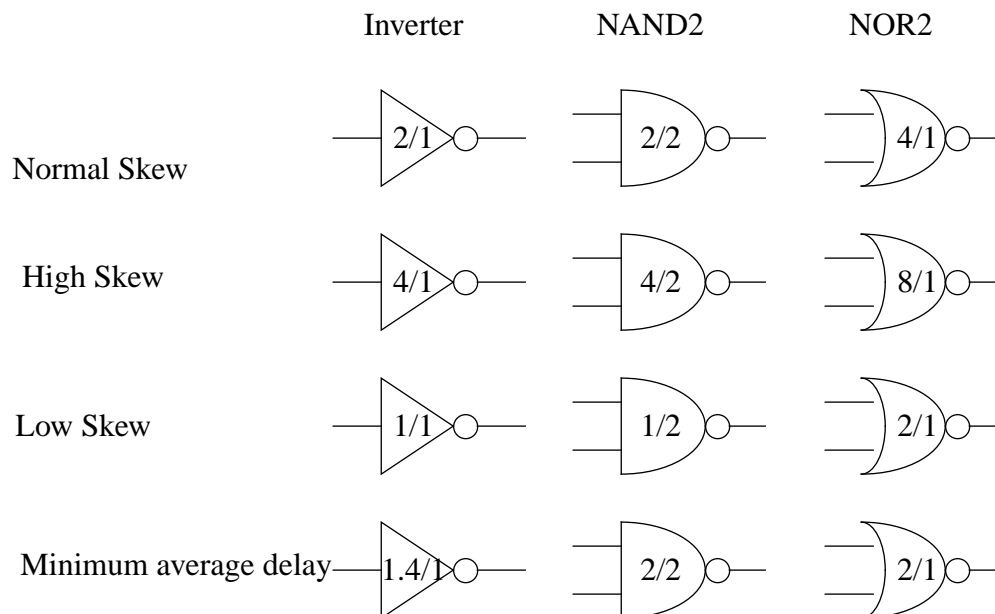 Inverter NAND2 NOR2
2/1 2/2 4/1
Normal Skew
High Skew 4/1 4/2 8/1
Low Skew 1/1 1/2 2/1
Minimum average delay 1.4/1 2/2 2/1